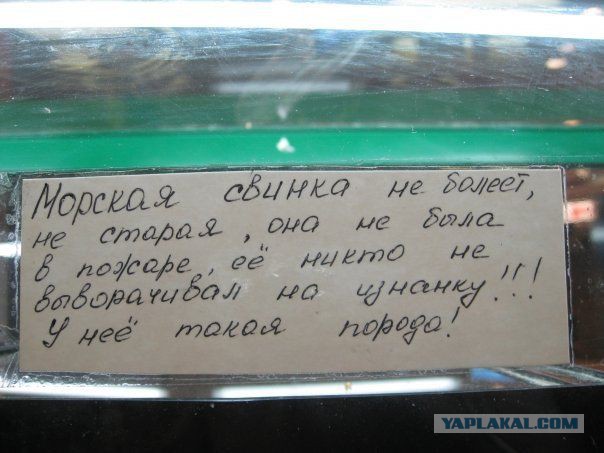 Морская свинка не болеет,
не старая, она не была
в пожаре, её никто не
выворачивал на изнанку!!!
У неё такая порода!
YAPLAKAL.COM